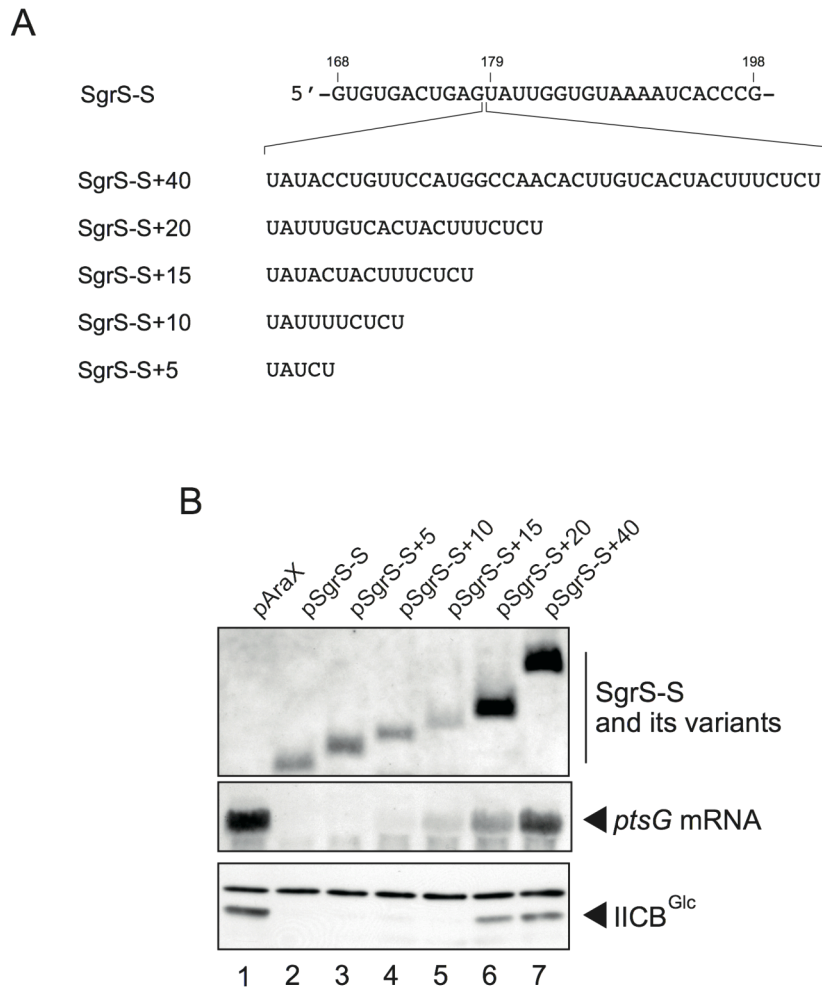 A
168 179 198
SgrS-S 5′–GUGUGACUGAGUAUUGGUGUAAAAUCACCCG–
SgrS-S+40 UAUACCUGUUCCAUGGCCAACACUUGUCACUACUUUCUCU
SgrS-S+20 UAUUUGUCACUACUUUCUCU
SgrS-S+15 UAUACUACUUUCUCU
SgrS-S+10 UAUUUUCUCU
SgrS-S+5 UAUCU
B
pAraX pSgrS-S pSgrS-S+5 pSgrS-S+10 pSgrS-S+15 pSgrS-S+20 pSgrS-S+40
SgrS-S
and its variants
ptsG mRNA
IICB^Glc
1 2 3 4 5 6 7